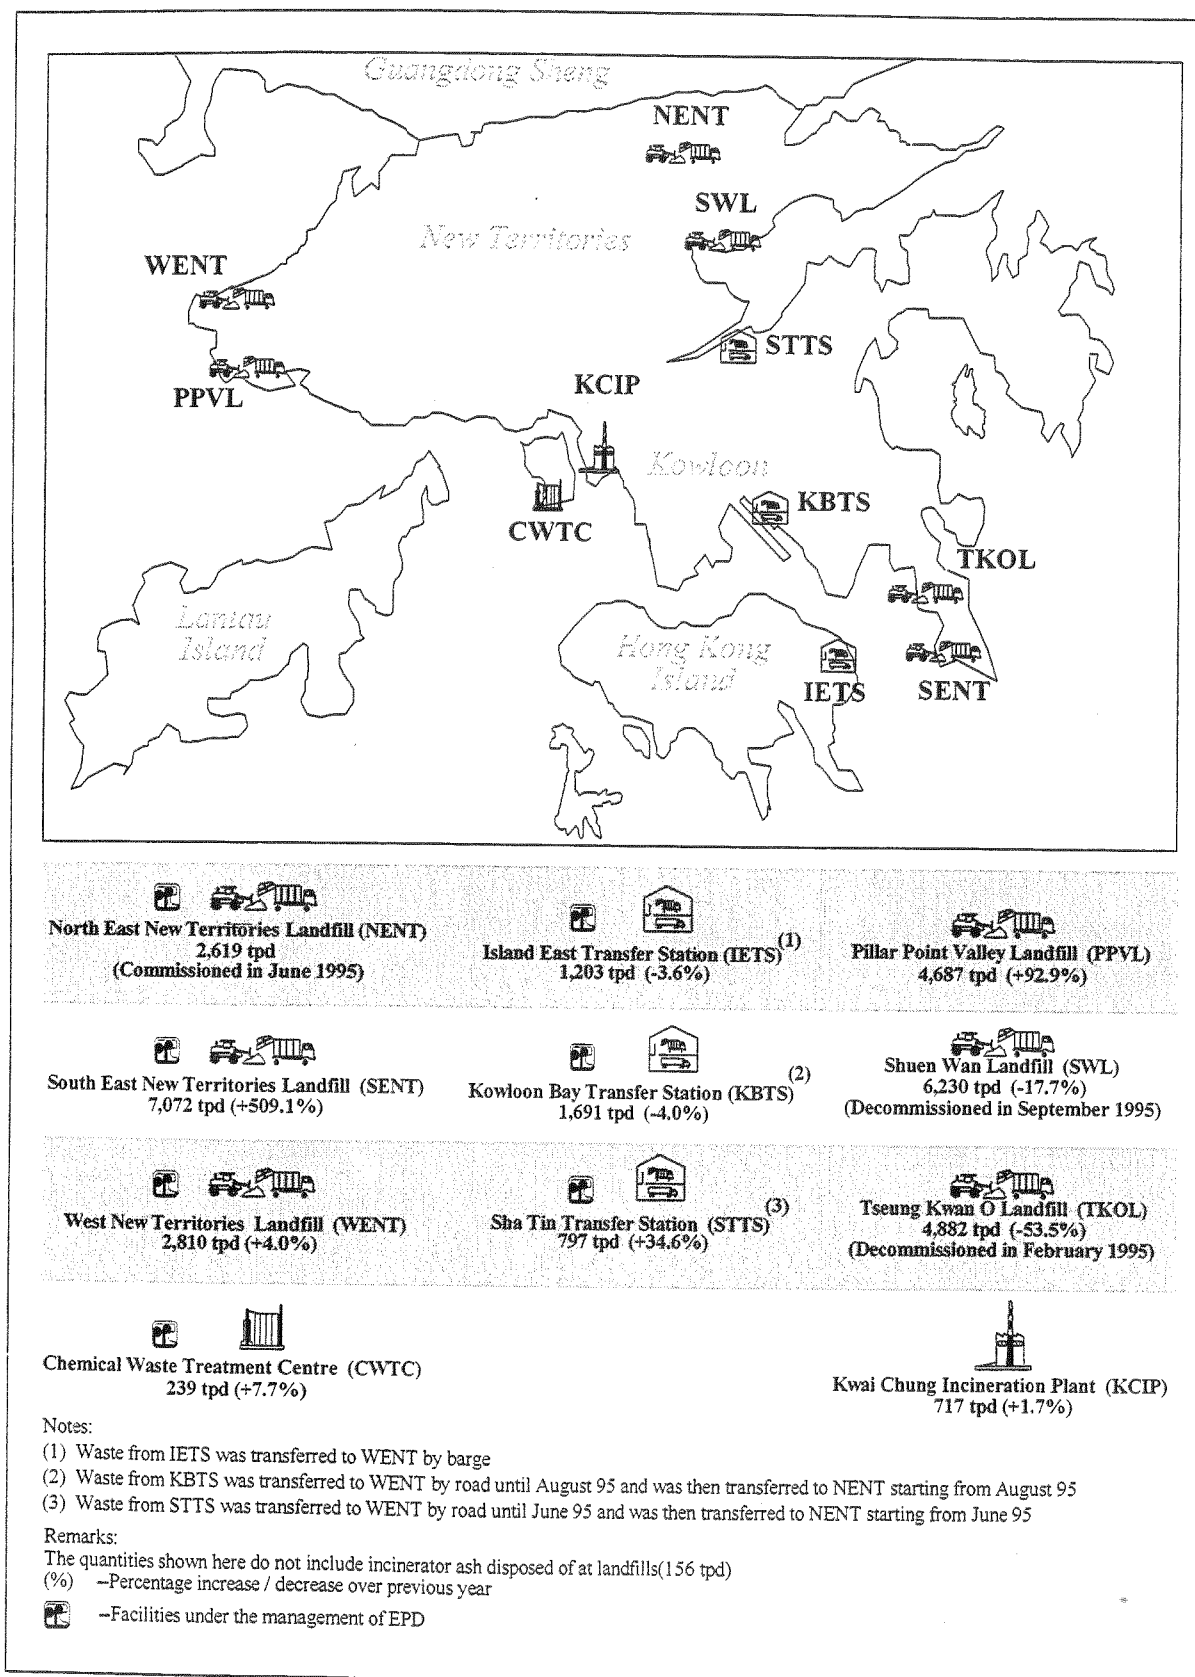 Guangdong Sheng
NENT
SWL
New Territories
WENT
STTS
PPVL
KCIP
Kowloon
KBTS
CWTC
TKOL
Lantau
Island
Hong Kong
Island
IETS
SENT
North East New Territories Landfill (NENT)
2,619 tpd
(Commissioned in June 1995)
Island East Transfer Station (IETS)(1)
1,203 tpd (-3.6%)
Pillar Point Valley Landfill (PPVL)
4,687 tpd (+92.9%)
South East New Territories Landfill (SENT)
7,072 tpd (+509.1%)
Kowloon Bay Transfer Station (KBTS)(2)
1,691 tpd (-4.0%)
Shuen Wan Landfill (SWL)
6,230 tpd (-17.7%)
(Decommissioned in September 1995)
West New Territories Landfill (WENT)
2,810 tpd (+4.0%)
Sha Tin Transfer Station (STTS)(3)
797 tpd (+34.6%)
Tseung Kwan O Landfill (TKOL)
4,882 tpd (-53.5%)
(Decommissioned in February 1995)
Chemical Waste Treatment Centre (CWTC)
239 tpd (+7.7%)
Kwai Chung Incineration Plant (KCIP)
717 tpd (+1.7%)
Notes:
(1) Waste from IETS was transferred to WENT by barge
(2) Waste from KBTS was transferred to WENT by road until August 95 and was then transferred to NENT starting from August 95
(3) Waste from STTS was transferred to WENT by road until June 95 and was then transferred to NENT starting from June 95
Remarks:
The quantities shown here do not include incinerator ash disposed of at landfills(156 tpd)
(%) --Percentage increase / decrease over previous year
--Facilities under the management of EPD